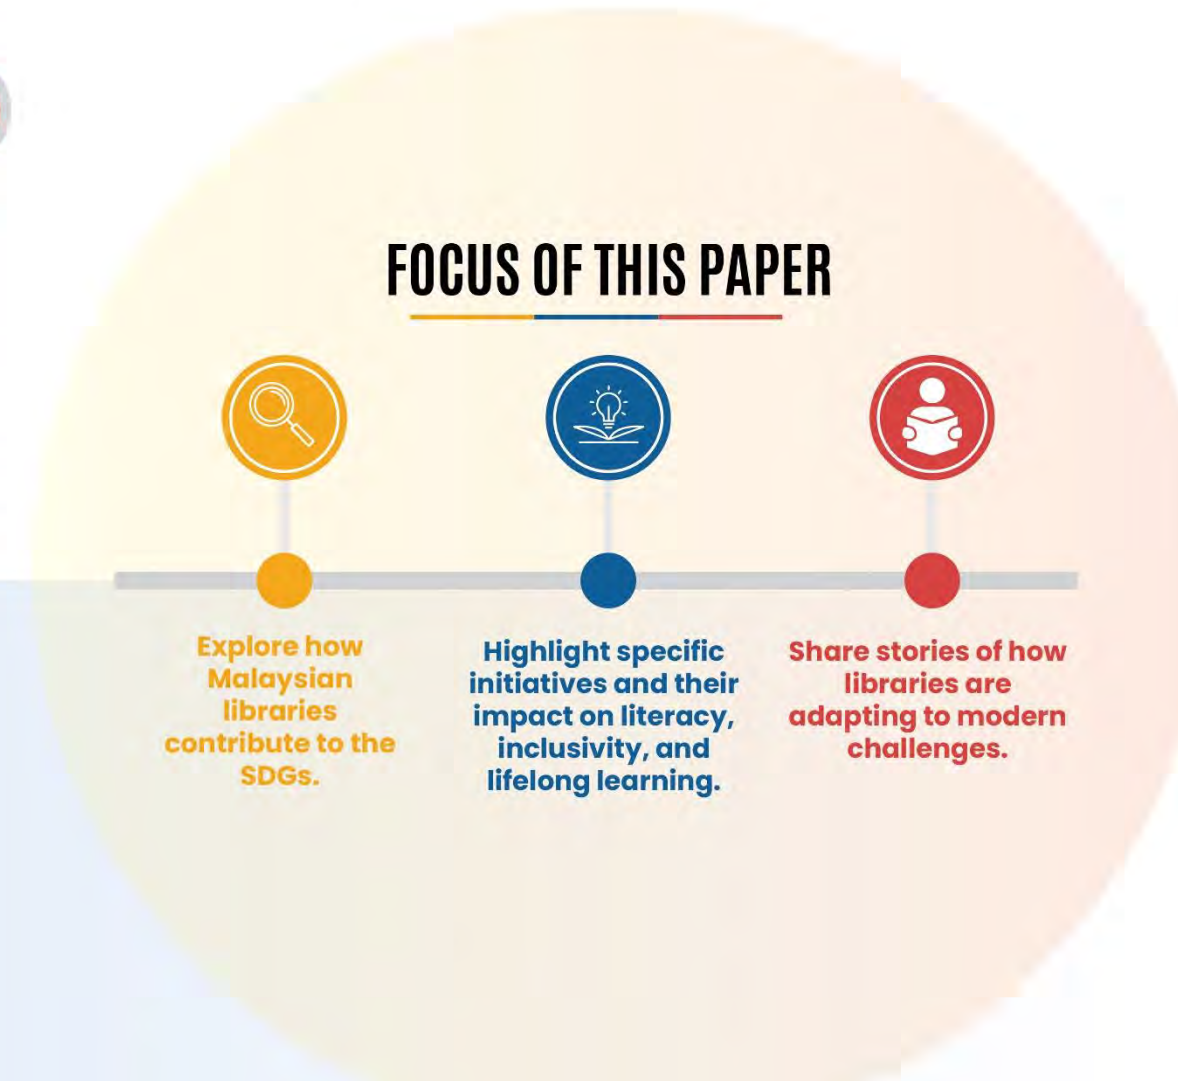 FOCUS OF THIS PAPER
Explore how
Malaysian
libraries
contribute to the
SDGs.
Highlight specific
initiatives and their
impact on literacy,
inclusivity, and
lifelong learning.
Share stories of how
libraries are
adapting to modern
challenges.